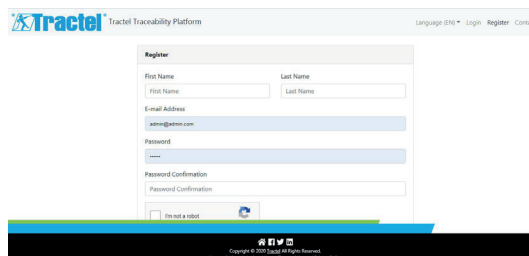 Tractel Tractel Traceability Platform Language (EN) Login Register
Register
First Name Last Name
First Name Last Name
E-mail Address
admin@admin.com
Password
•••••
Password Confirmation
Password Confirmation
I'm not a robot
Copyright © 2020 Tractel All Rights Reserved.